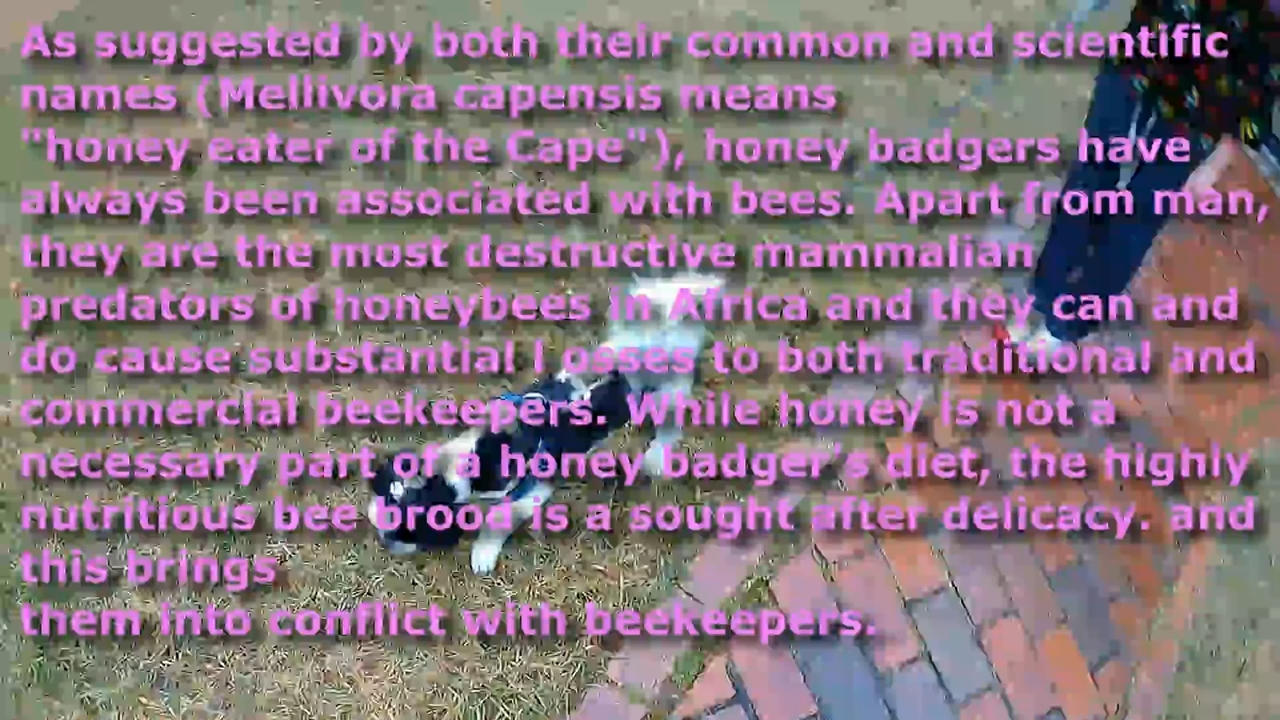 As suggested by both their common and scientific
names (Mellivora capensis means
"honey eater of the Cape"), honey badgers have
always been associated with bees. Apart from man,
they are the most destructive mammalian
predators of honeybees in Africa and they can and
do cause substantial l osses to both traditional and
commercial beekeepers. While honey is not a
necessary part of a honey badger's diet, the highly
nutritious bee brood is a sought after delicacy. and
this brings
them into conflict with beekeepers.